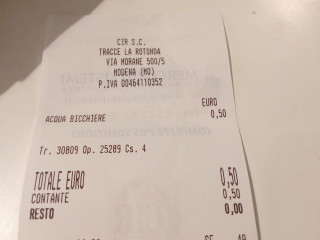 CIR S.C.
TRACCE LA ROTONDA
VIA MORANE 500/5
MODENA (MO)
P.IVA 00464110352
EURO
ACQUA BICCHIERE 0,50
Tr. 30809 Op. 25289 Cs. 4
TOTALE EURO 0,50
CONTANTE 0,50
RESTO 0,00